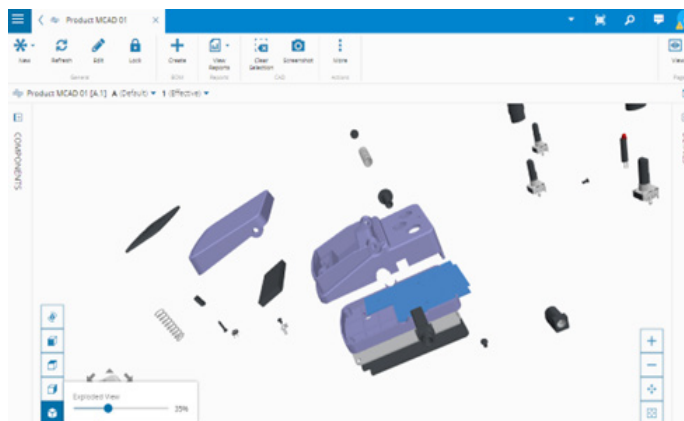 Product MCAD 01
New
Refresh
Edit
Lock
Create
View Reports
Clear Selection
Screenshot
More
View
General
BOM
Reports
CAD
Actions
Product MCAD 01 [A.1] A (Default) 1 (Effective)
COMPONENTS
Exploded View
35%